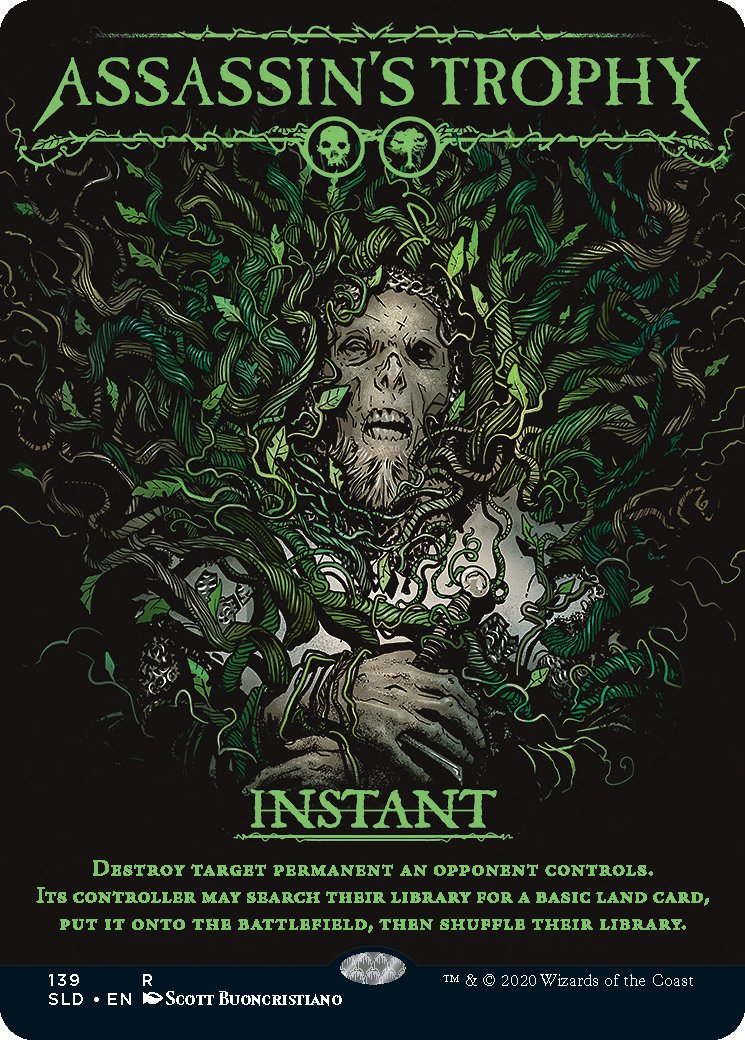 ASSASSIN'S TROPHY
INSTANT
DESTROY TARGET PERMANENT AN OPPONENT CONTROLS.
ITS CONTROLLER MAY SEARCH THEIR LIBRARY FOR A BASIC LAND CARD,
PUT IT ONTO THE BATTLEFIELD, THEN SHUFFLE THEIR LIBRARY.
139 R
SLD • EN SCOTT BUONCRISTIANO
™ & © 2020 Wizards of the Coast